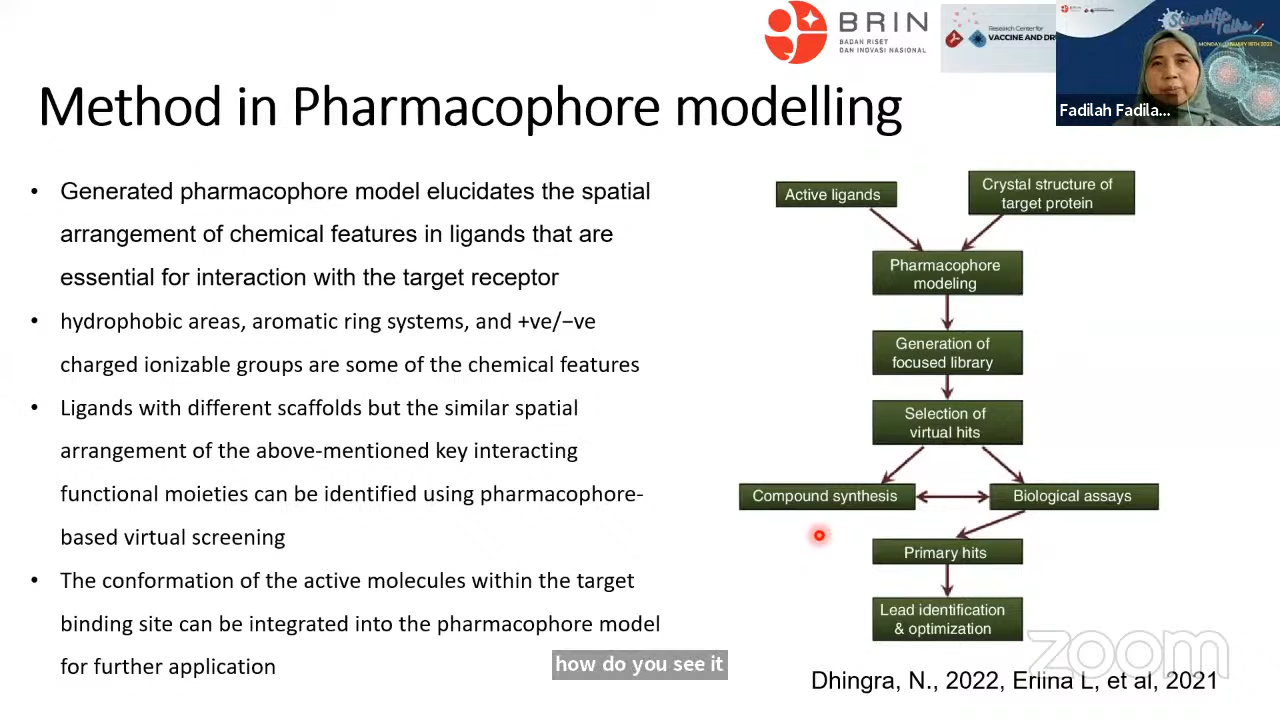 BRIN
BADAN RISET
DAN INOVASI NASIONAL
Research Center for
VACCINE AND DRU
Scientific
Talks
MONDAY, JANUARY 16TH 2023
Fadilah Fadila...
Method in Pharmacophore modelling
• Generated pharmacophore model elucidates the spatial
arrangement of chemical features in ligands that are
essential for interaction with the target receptor
• hydrophobic areas, aromatic ring systems, and +ve/−ve
charged ionizable groups are some of the chemical features
• Ligands with different scaffolds but the similar spatial
arrangement of the above-mentioned key interacting
functional moieties can be identified using pharmacophore-
based virtual screening
• The conformation of the active molecules within the target
binding site can be integrated into the pharmacophore model
for further application
Active ligands
Crystal structure of
target protein
Pharmacophore
modeling
Generation of
focused library
Selection of
virtual hits
Compound synthesis
Biological assays
Primary hits
Lead identification
& optimization
Dhingra, N., 2022, Erlina L, et al, 2021
how do you see it
zoom